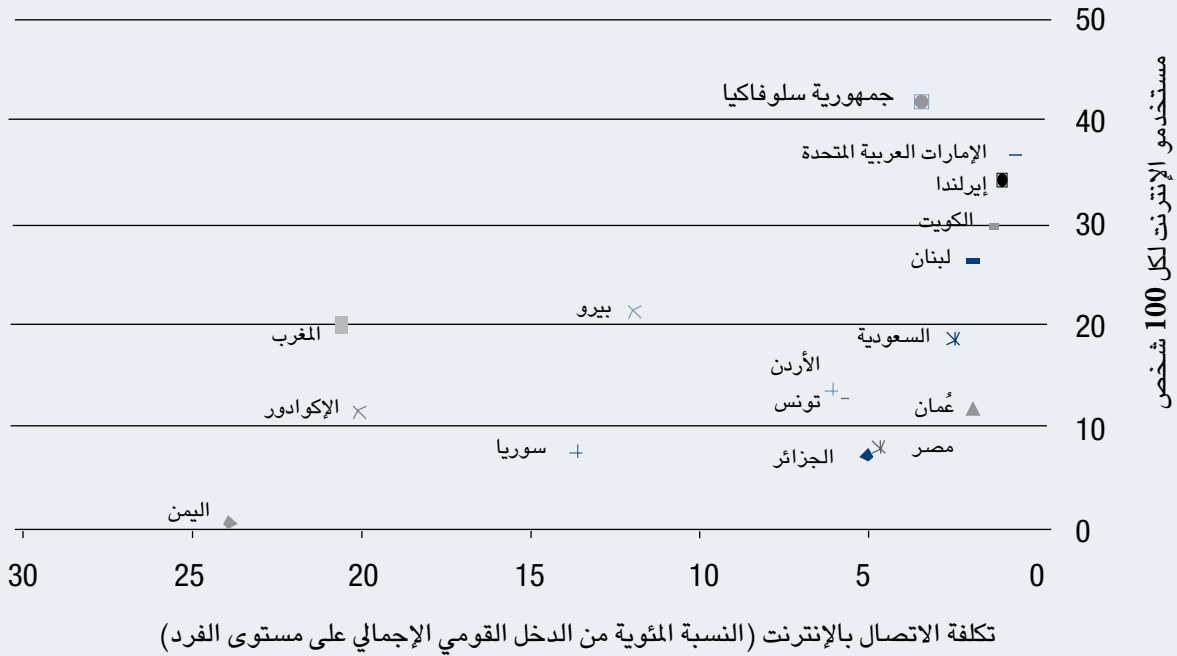 50
40
30
20
10
0
مستخدمو الإنترنت لكل 100 شخص
جمهورية سلوفاكيا
الإمارات العربية المتحدة
إيرلندا
الكويت
لبنان
بيرو
السعودية
المغرب
الأردن
تونس
عُمان
الإكوادور
مصر
الجزائر
سوريا
اليمن
0 5 10 15 20 25 30
تكلفة الاتصال بالإنترنت (النسبة المئوية من الدخل القومي الإجمالي على مستوى الفرد)